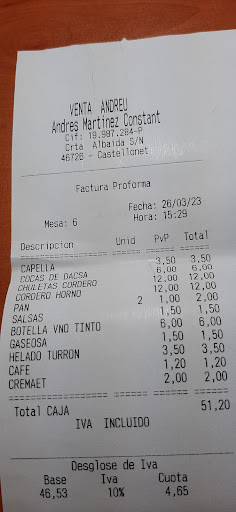 VENTA ANDREU
Andres Martinez Constant
Cif: 19.987.284-P
Crta Albaida S/N
46726 - Castellonet
Factura Proforma
Fecha: 26/03/23
Mesa: 6 Hora: 15:29
Descripcion Unid PvP Total
CAPELLA 3,50 3,50
COCAS DE DACSA 6,00 6,00
CHULETAS CORDERO 12,00 12,00
CORDERO HORNO 12,00 12,00
PAN 2 1,00 2,00
SALSAS 1,50 1,50
BOTELLA VNO TINTO 6,00 6,00
GASEOSA 1,50 1,50
HELADO TURRON 3,50 3,50
CAFE 1,20 1,20
CREMAET 2,00 2,00
Total CAJA 51,20
IVA INCLUIDO
Desglose de Iva
Base Iva Cuota
46,53 10% 4,65